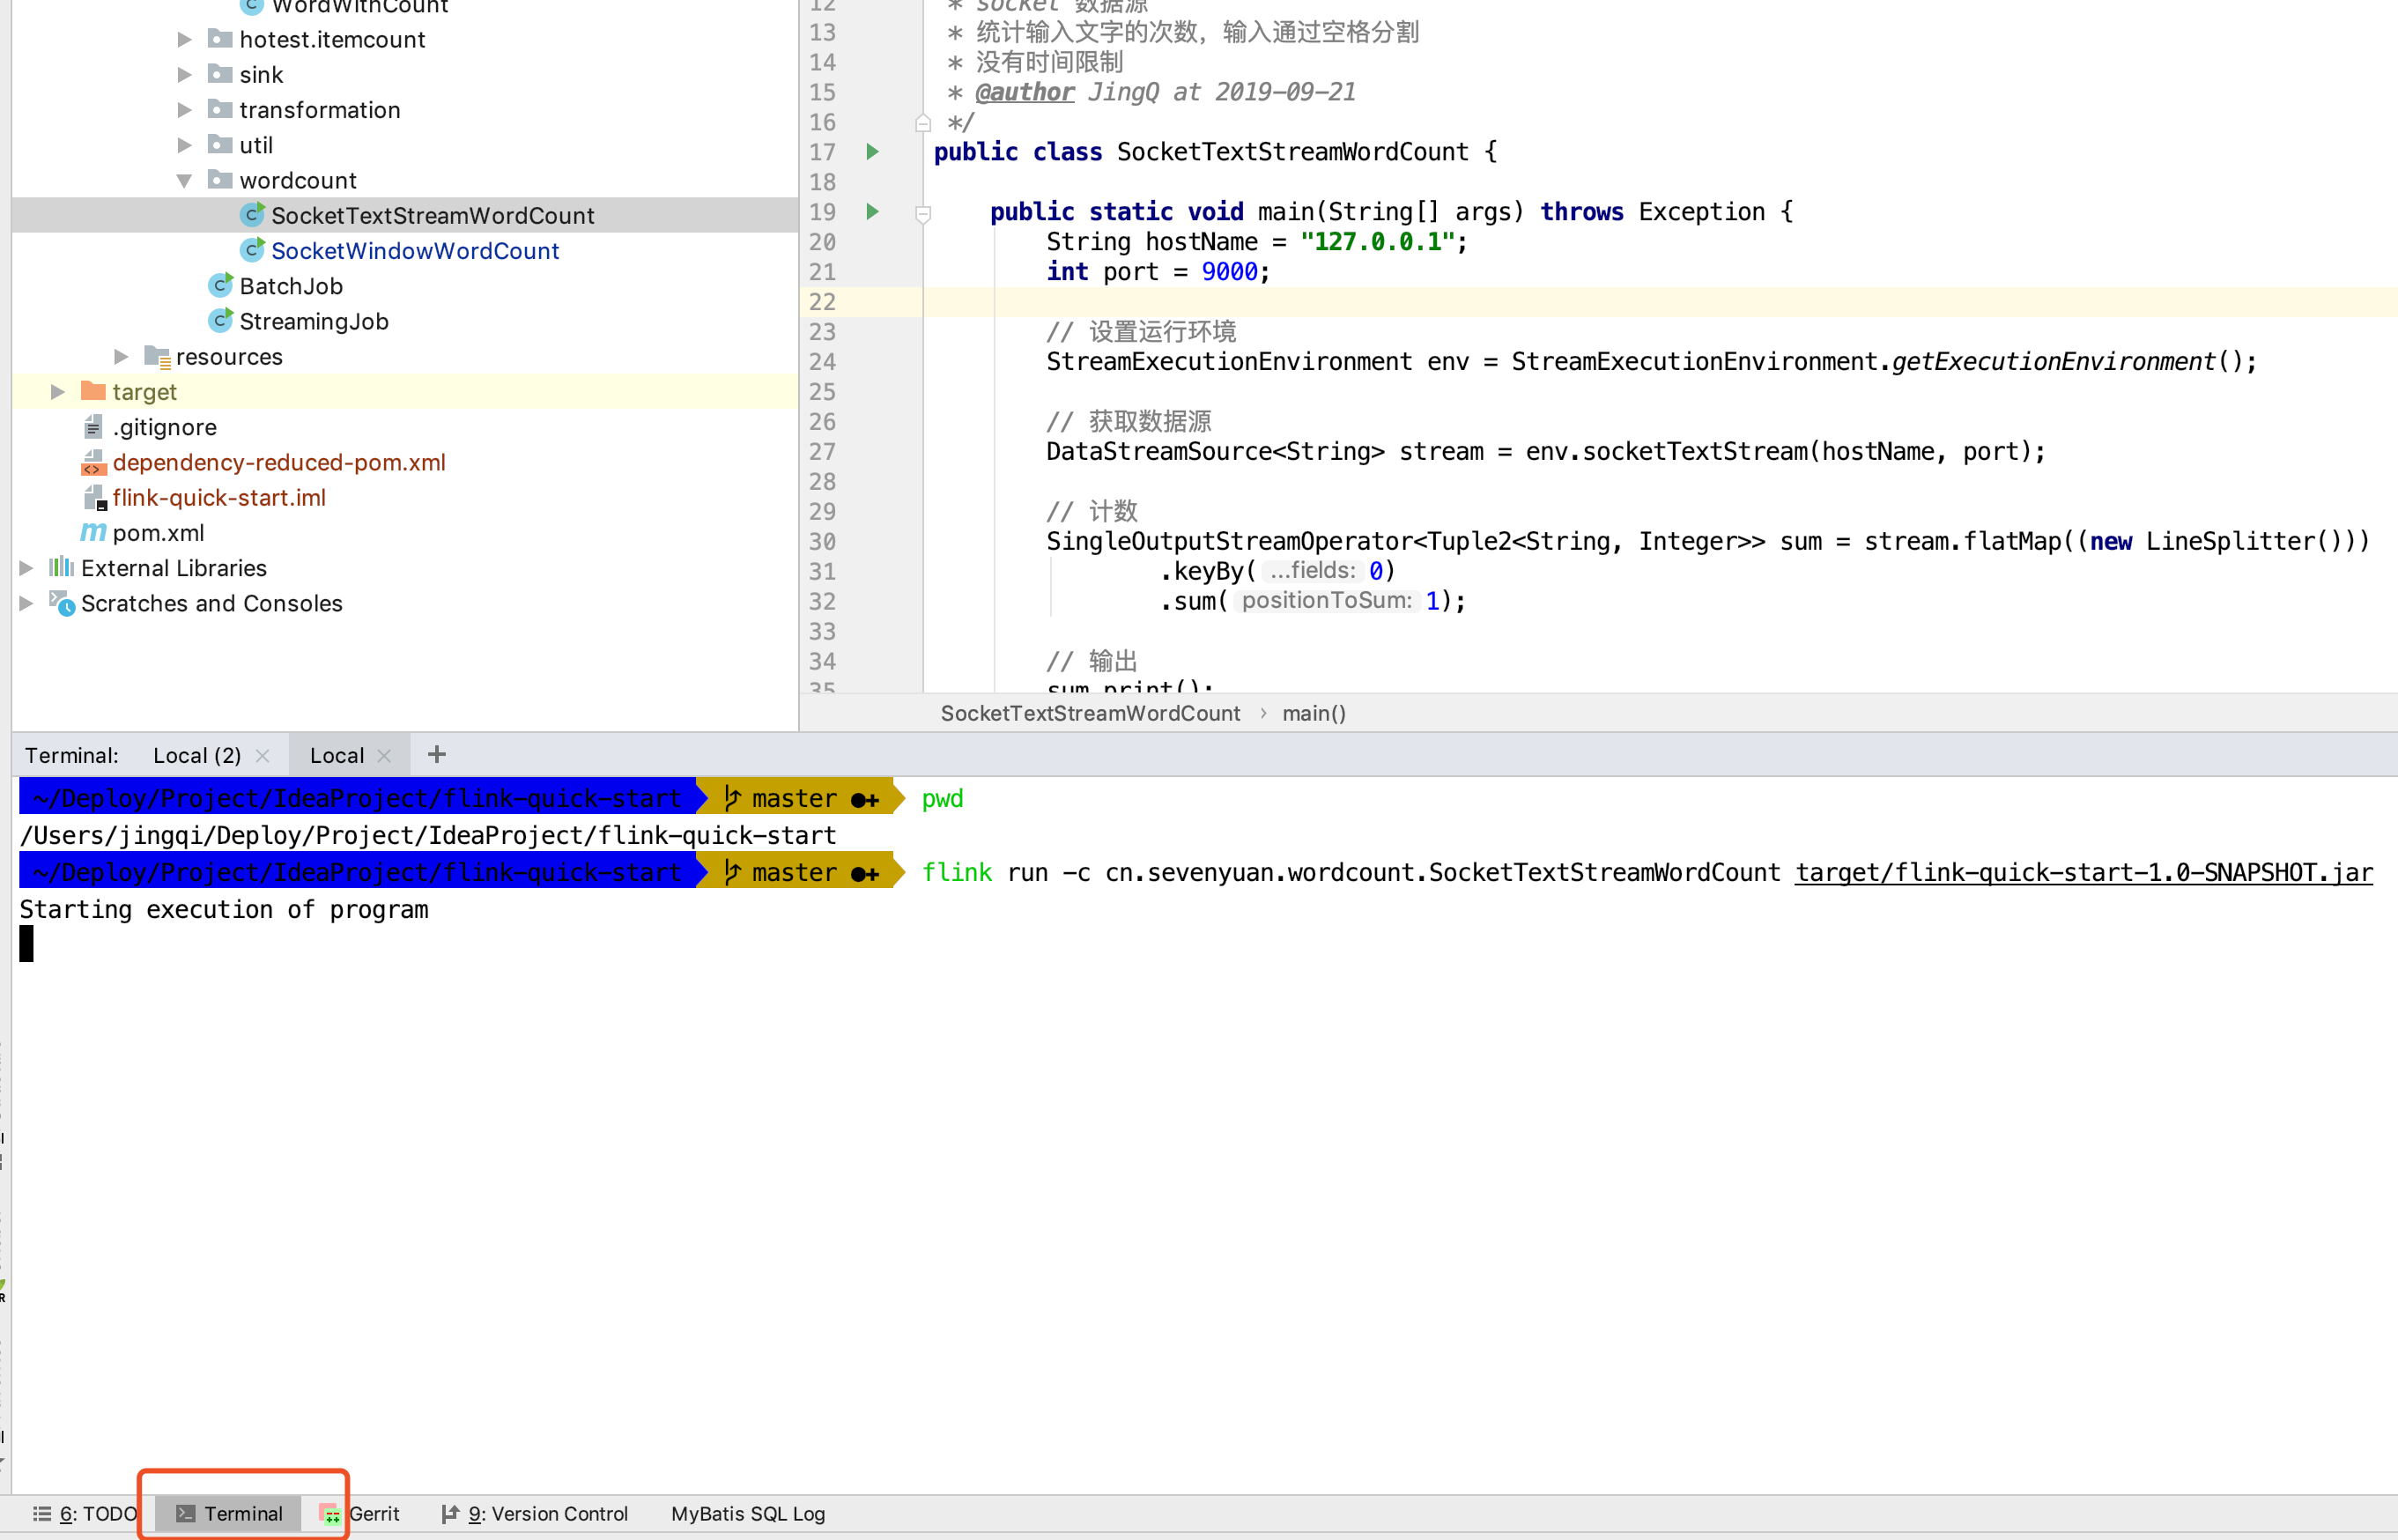 WordWithCount
hotest.itemcount
sink
transformation
util
wordcount
SocketTextStreamWordCount
SocketWindowWordCount
BatchJob
StreamingJob
resources
target
.gitignore
dependency-reduced-pom.xml
flink-quick-start.iml
pom.xml
External Libraries
Scratches and Consoles
12 * socket 数据源
13 * 统计输入文字的次数，输入通过空格分割
14 * 没有时间限制
15 * @author JingQ at 2019-09-21
16 */
17 public class SocketTextStreamWordCount {
18
19 public static void main(String[] args) throws Exception {
20 String hostName = "127.0.0.1";
21 int port = 9000;
22
23 // 设置运行环境
24 StreamExecutionEnvironment env = StreamExecutionEnvironment.getExecutionEnvironment();
25
26 // 获取数据源
27 DataStreamSource<String> stream = env.socketTextStream(hostName, port);
28
29 // 计数
30 SingleOutputStreamOperator<Tuple2<String, Integer>> sum = stream.flatMap((new LineSplitter()))
31 .keyBy( ...fields: 0)
32 .sum( positionToSum: 1);
33
34 // 输出
35 sum.print();
SocketTextStreamWordCount › main()
Terminal: Local (2) × Local × +
~/Deploy/Project/IdeaProject/flink-quick-start master ●+ pwd
/Users/jingqi/Deploy/Project/IdeaProject/flink-quick-start
~/Deploy/Project/IdeaProject/flink-quick-start master ●+ flink run -c cn.sevenyuan.wordcount.SocketTextStreamWordCount target/flink-quick-start-1.0-SNAPSHOT.jar
Starting execution of program
6: TODO Terminal Gerrit 9: Version Control MyBatis SQL Log